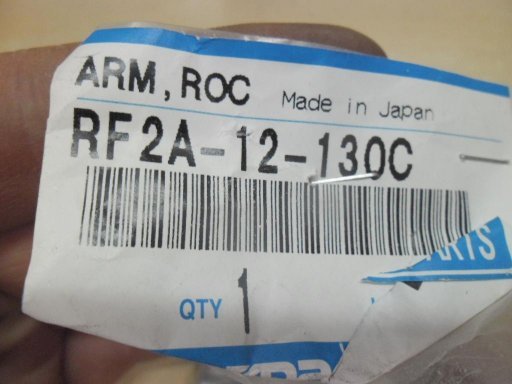 ARM, ROC Made in Japan
RF2A-12-130C
QTY 1